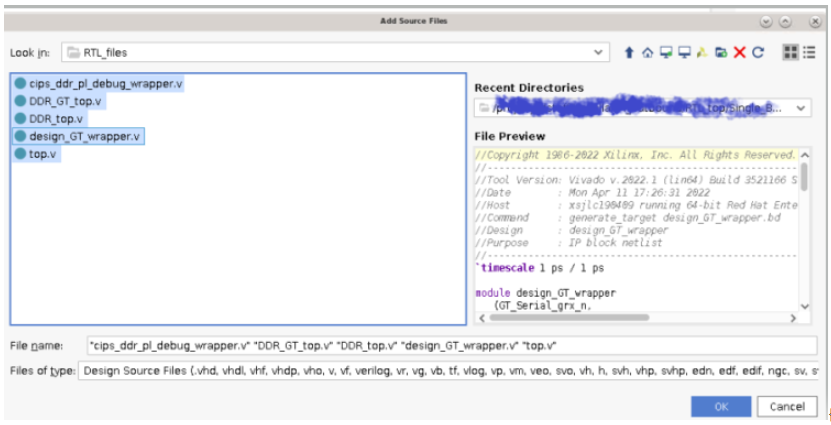 Add Source Files
Look in: RTL_files
cips_ddr_pl_debug_wrapper.v
DDR_GT_top.v
DDR_top.v
design_GT_wrapper.v
top.v
Recent Directories
File Preview
//Copyright 1986-2022 Xilinx, Inc. All Rights Reserved.
//--------------------------------------------------------
//Tool Version: Vivado v.2022.1 (lin64) Build 3521166 S
//Date : Mon Apr 11 17:26:31 2022
//Host : xsjlc190409 running 64-bit Red Hat Ente
//Command : generate_target design_GT_wrapper.bd
//Design : design_GT_wrapper
//Purpose : IP block netlist
//--------------------------------------------------------
`timescale 1 ps / 1 ps
module design_GT_wrapper
(GT_Serial_grx_n,
File name: "cips_ddr_pl_debug_wrapper.v" "DDR_GT_top.v" "DDR_top.v" "design_GT_wrapper.v" "top.v"
Files of type: Design Source Files (.vhd, vhdl, vhf, vhdp, vho, v, vf, verilog, vr, vg, vb, tf, vlog, vp, vm, veo, svo, vh, h, svh, vhp, svhp, edn, edf, edif, ngc, sv, s
OK Cancel